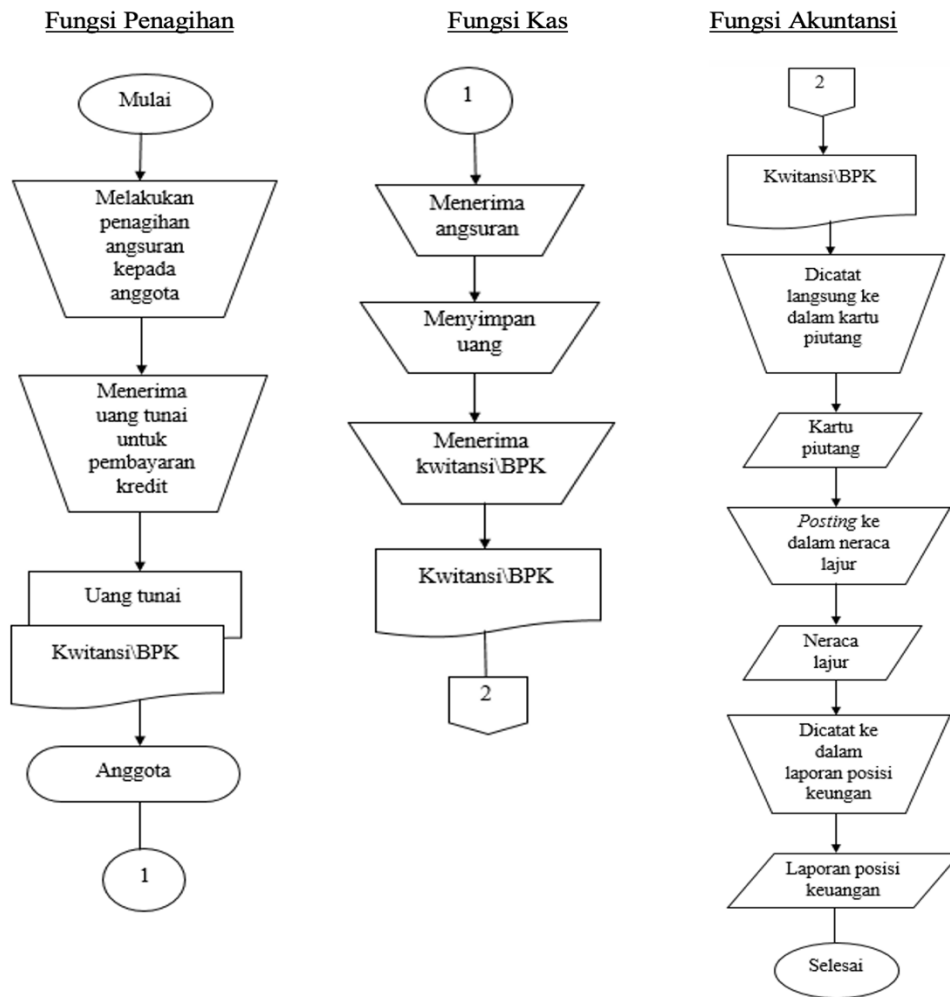 Fungsi Penagihan
Mulai
Melakukan
penagihan
angsuran
kepada
anggota
Menerima
uang tunai
untuk
pembayaran
kredit
Uang tunai
Kwitansi\BPK
Anggota
1
Fungsi Kas
1
Menerima
angsuran
Menyimpan
uang
Menerima
kwitansi\BPK
Kwitansi\BPK
2
Fungsi Akuntansi
2
Kwitansi\BPK
Dicatat
langsung ke
dalam kartu
piutang
Kartu
piutang
Posting ke
dalam neraca
lajur
Neraca
lajur
Dicatat ke
dalam
laporan posisi
keungan
Laporan posisi
keuangan
Selesai